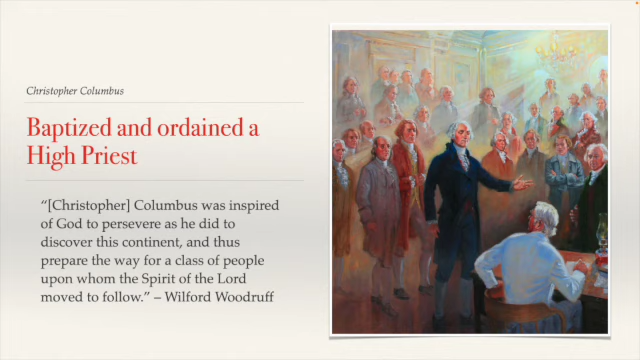 Christopher Columbus
Baptized and ordained a
High Priest
“[Christopher] Columbus was inspired
of God to persevere as he did to
discover this continent, and thus
prepare the way for a class of people
upon whom the Spirit of the Lord
moved to follow.” – Wilford Woodruff